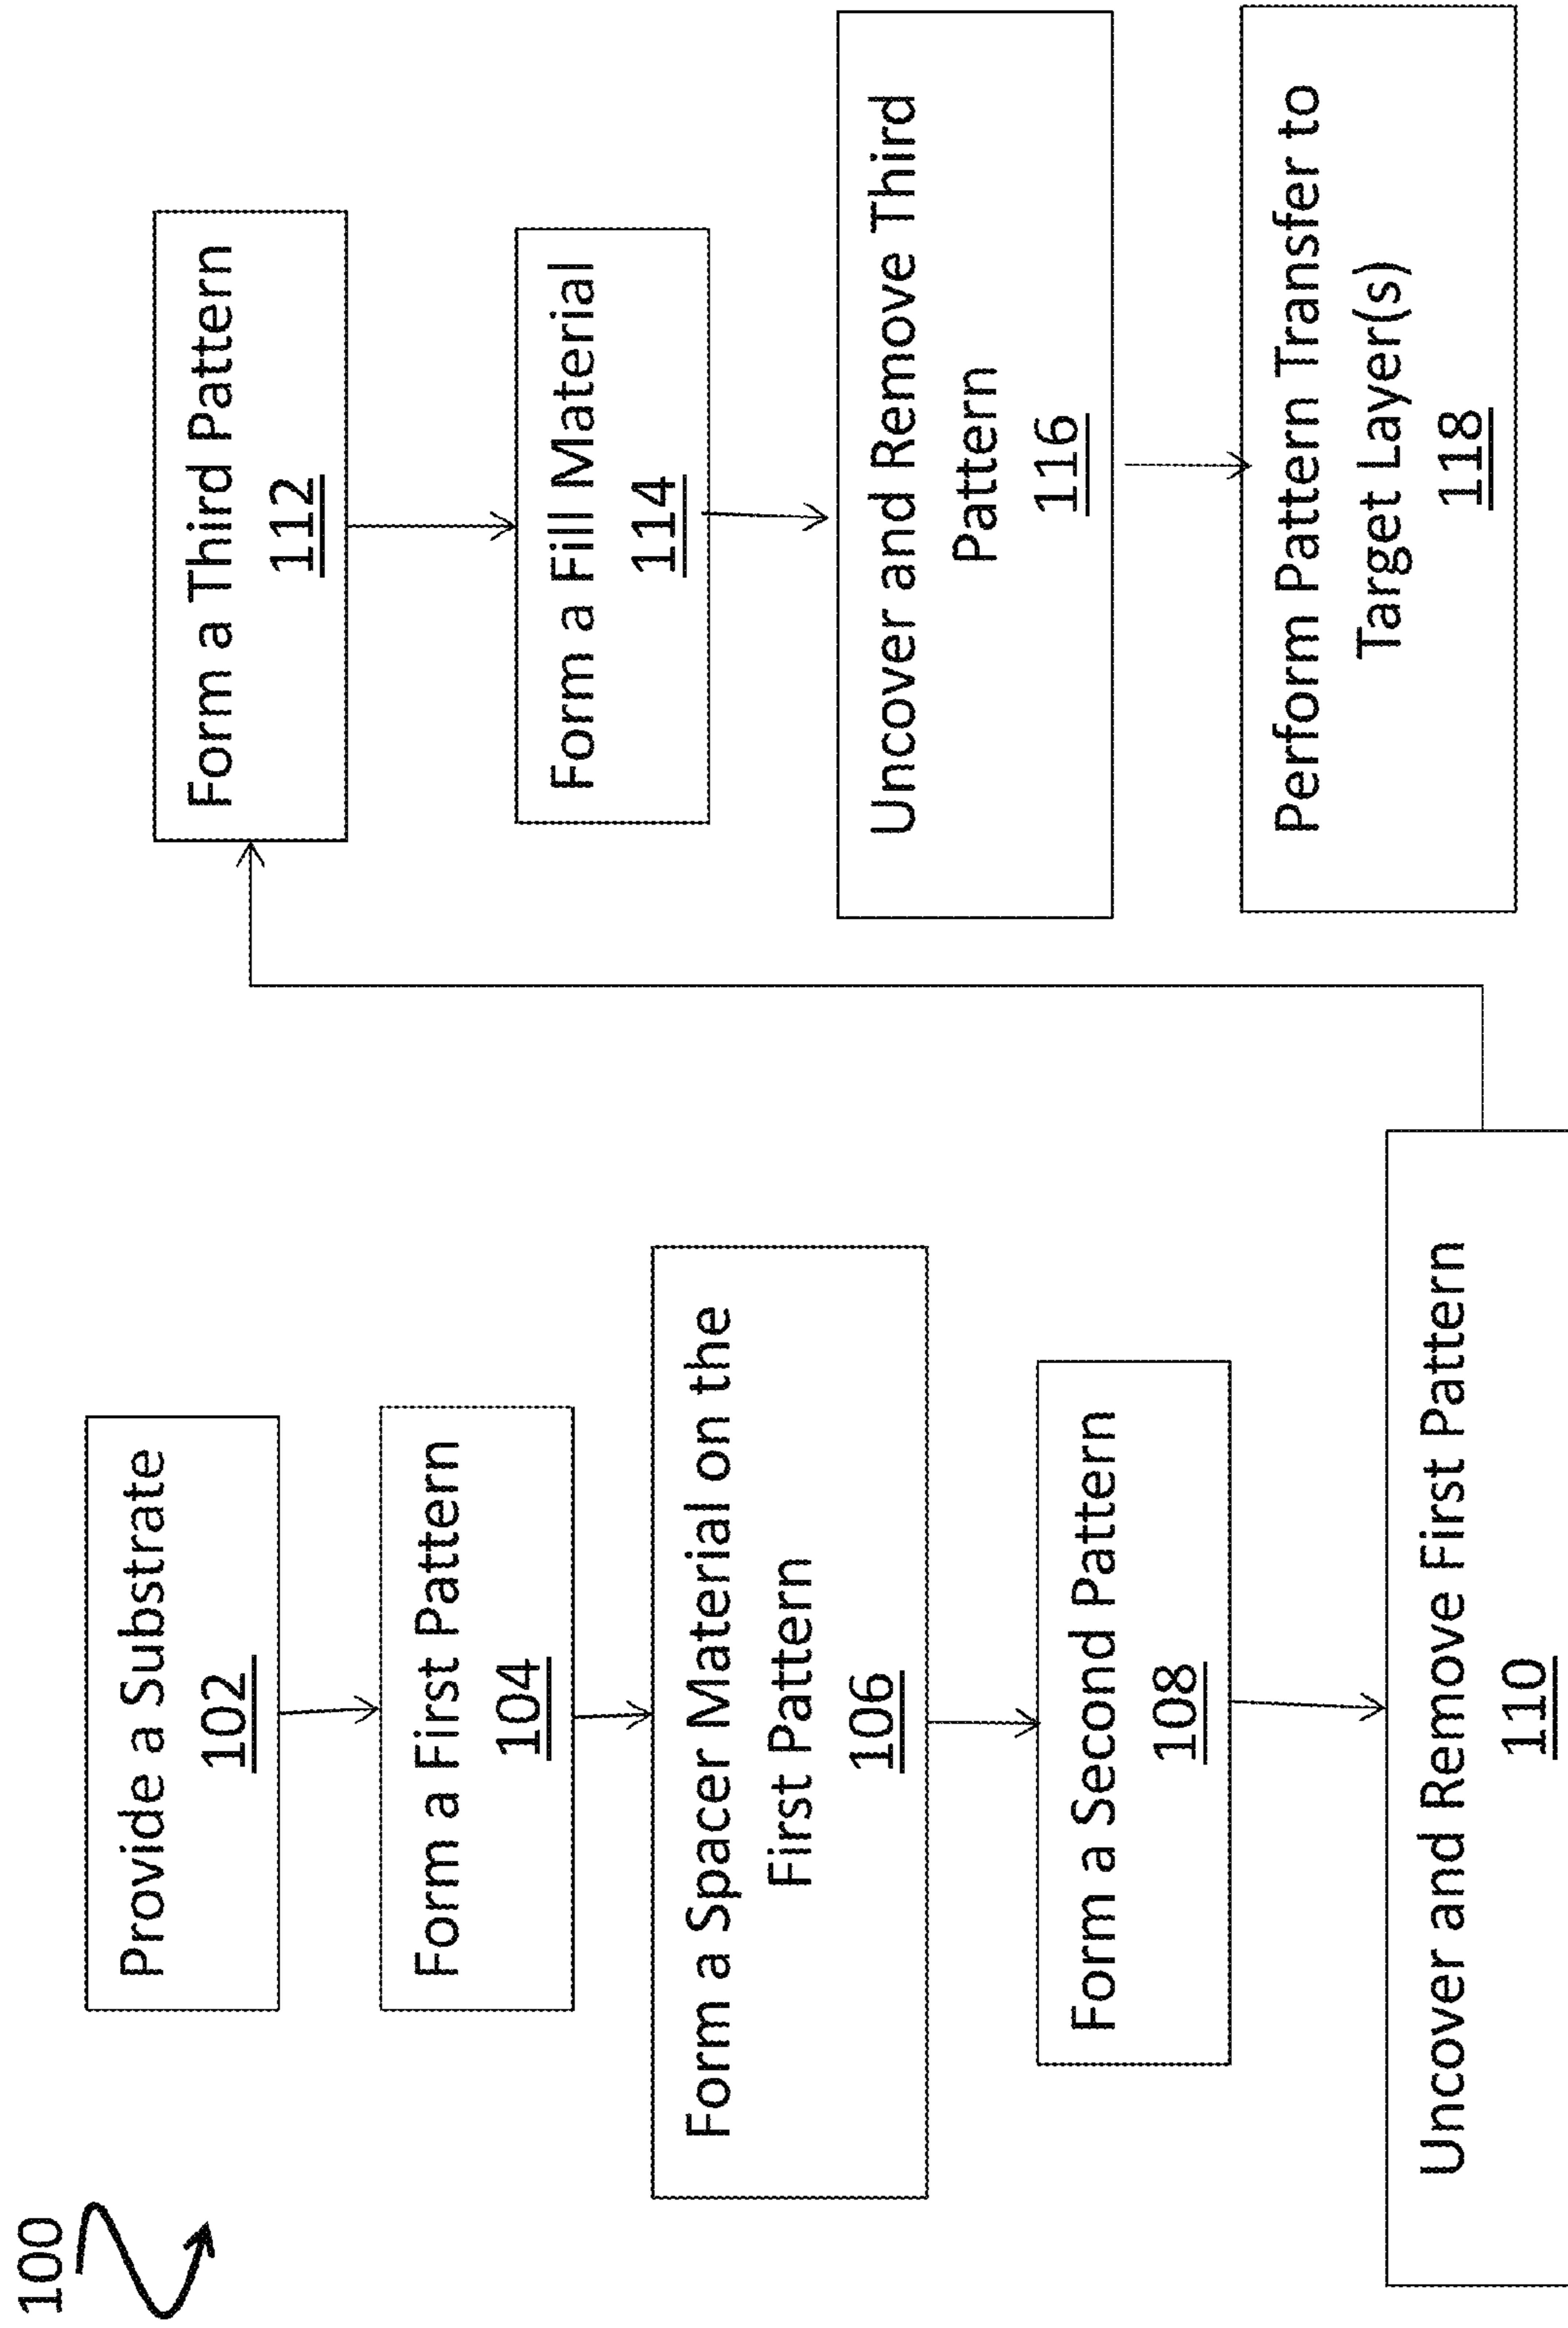 100
Provide a Substrate
102
Form a First Pattern
104
Form a Spacer Material on the
First Pattern
106
Form a Second Pattern
108
Uncover and Remove First Pattern
110
Form a Third Pattern
112
Form a Fill Material
114
Uncover and Remove Third
Pattern
116
Perform Pattern Transfer to
Target Layer(s)
118